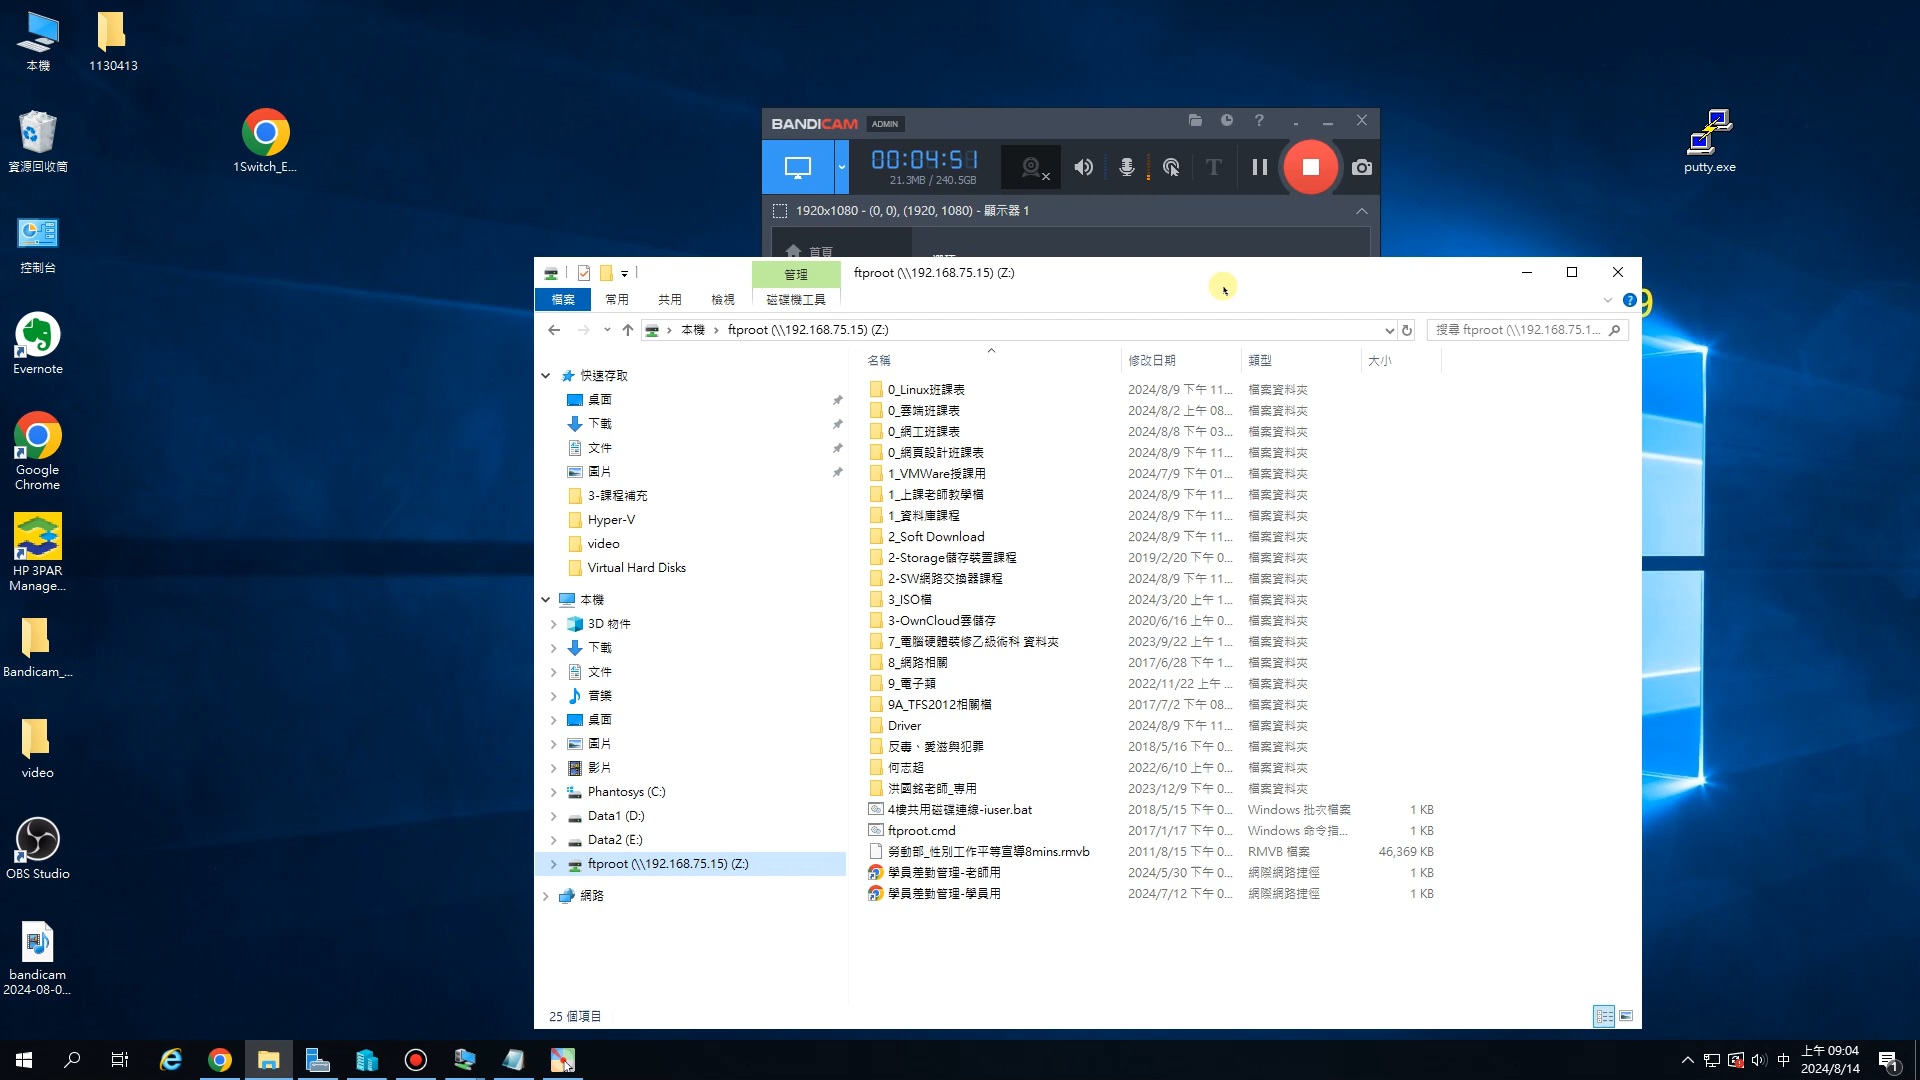 本機
1130413
資源回收筒
1Switch_E...
控制台
Evernote
Google
Chrome
HP 3PAR
Manage...
Bandicam_...
video
OBS Studio
bandicam
2024-08-0...
putty.exe
BANDICAM ADMIN
00:04:51
21.3MB / 240.5GB
1920x1080 - (0, 0), (1920, 1080) - 顯示器 1
首頁
管理
ftproot (\\192.168.75.15) (Z:)
檔案 常用 共用 檢視 磁碟機工具
本機 › ftproot (\\192.168.75.15) (Z:)
搜尋 ftproot (\\192.168.75.1...
名稱 修改日期 類型 大小
快速存取
桌面
下載
文件
圖片
3-課程補充
Hyper-V
video
Virtual Hard Disks
本機
3D 物件
下載
文件
音樂
桌面
圖片
影片
Phantosys (C:)
Data1 (D:)
Data2 (E:)
ftproot (\\192.168.75.15) (Z:)
網路
0_Linux班課表 2024/8/9 下午 11... 檔案資料夾
0_雲端班課表 2024/8/2 上午 08... 檔案資料夾
0_網工班課表 2024/8/8 下午 03... 檔案資料夾
0_網頁設計班課表 2024/8/9 下午 11... 檔案資料夾
1_VMWare授課用 2024/7/9 下午 01... 檔案資料夾
1_上課老師教學檔 2024/8/9 下午 11... 檔案資料夾
1_資料庫課程 2024/8/9 下午 11... 檔案資料夾
2_Soft Download 2024/8/9 下午 11... 檔案資料夾
2-Storage儲存裝置課程 2019/2/20 下午 0... 檔案資料夾
2-SW網路交換器課程 2024/8/9 下午 11... 檔案資料夾
3_ISO檔 2024/3/20 上午 1... 檔案資料夾
3-OwnCloud雲儲存 2020/6/16 上午 0... 檔案資料夾
7_電腦硬體裝修乙級術科 資料夾 2023/9/22 上午 1... 檔案資料夾
8_網路相關 2017/6/28 下午 1... 檔案資料夾
9_電子類 2022/11/22 上午 ... 檔案資料夾
9A_TFS2012相關檔 2017/7/2 下午 08... 檔案資料夾
Driver 2024/8/9 下午 11... 檔案資料夾
反毒、愛滋與犯罪 2018/5/16 下午 0... 檔案資料夾
何志超 2022/6/10 上午 0... 檔案資料夾
洪國銘老師_專用 2023/12/9 下午 0... 檔案資料夾
4樓共用磁碟連線-iuser.bat 2018/5/15 下午 0... Windows 批次檔案 1 KB
ftproot.cmd 2017/1/17 下午 0... Windows 命令指... 1 KB
勞動部_性別工作平等宣導8mins.rmvb 2011/8/15 下午 0... RMVB 檔案 46,369 KB
學員差勤管理-老師用 2024/5/30 下午 0... 網際網路捷徑 1 KB
學員差勤管理-學員用 2024/7/12 下午 0... 網際網路捷徑 1 KB
25 個項目
中
上午 09:04
2024/8/14
1